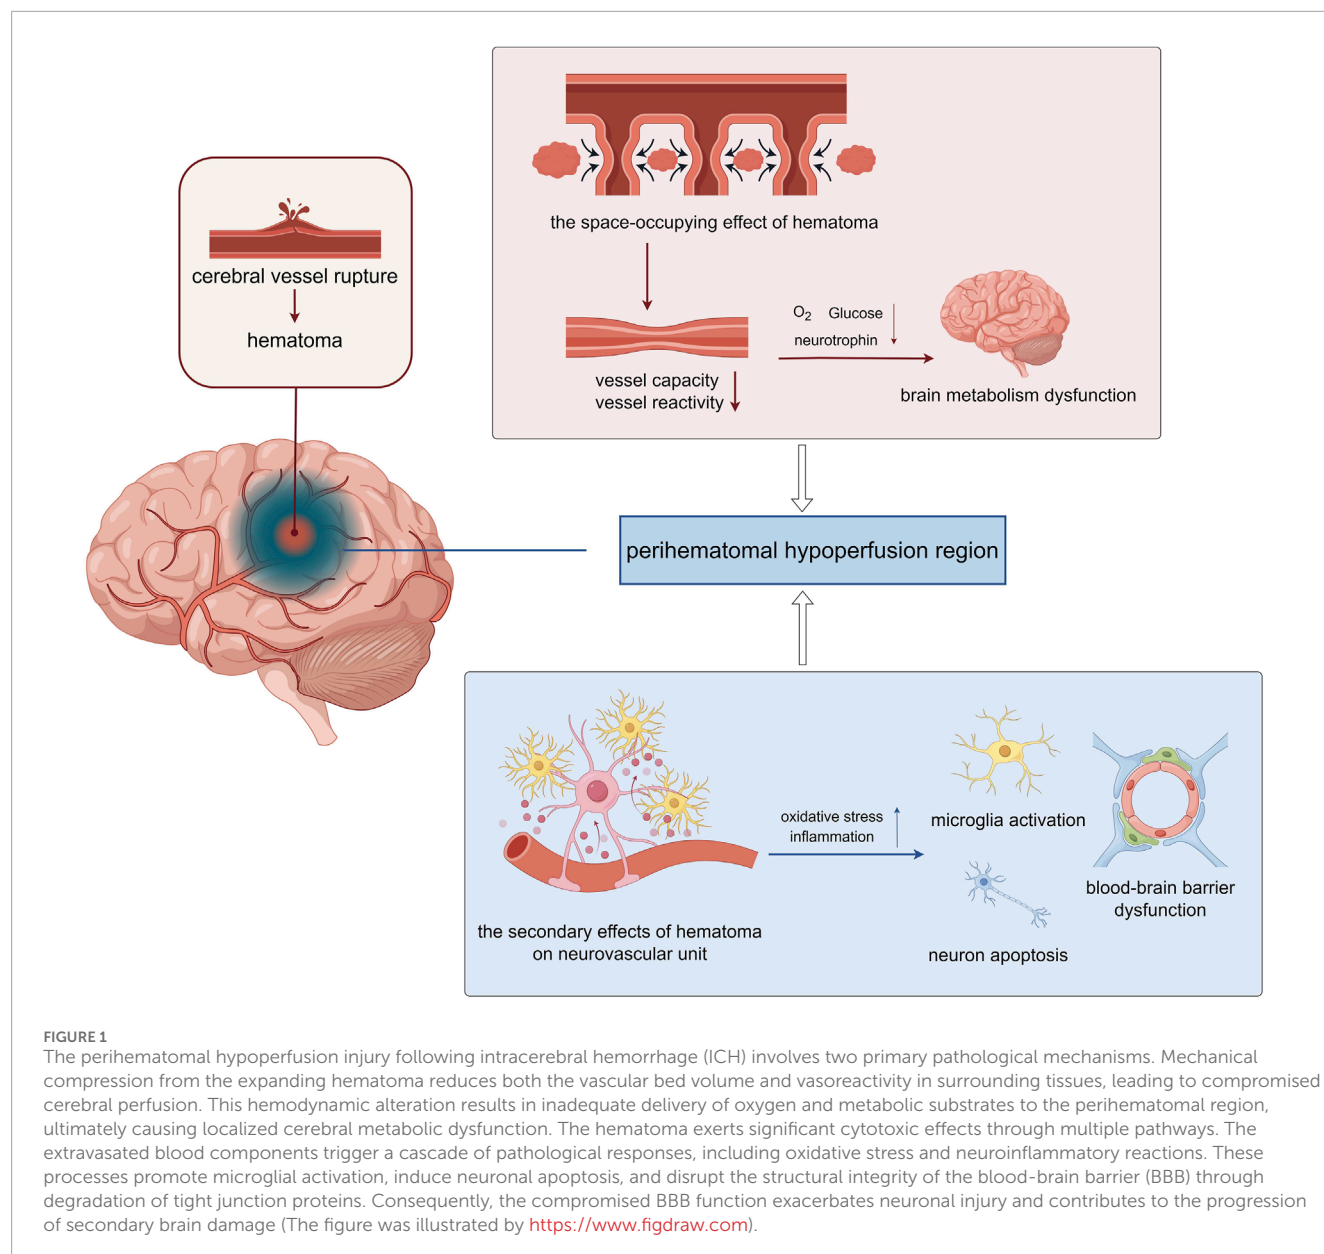 cerebral vessel rupture
hematoma
the space-occupying effect of hematoma
vessel capacity
vessel reactivity
O2 Glucose
neurotrophin
brain metabolism dysfunction
perihematomal hypoperfusion region
the secondary effects of hematoma
on neurovascular unit
oxidative stress
inflammation
microglia activation
neuron apoptosis
blood-brain barrier
dysfunction
FIGURE 1
The perihematomal hypoperfusion injury following intracerebral hemorrhage (ICH) involves two primary pathological mechanisms. Mechanical
compression from the expanding hematoma reduces both the vascular bed volume and vasoreactivity in surrounding tissues, leading to compromised
cerebral perfusion. This hemodynamic alteration results in inadequate delivery of oxygen and metabolic substrates to the perihematomal region,
ultimately causing localized cerebral metabolic dysfunction. The hematoma exerts significant cytotoxic effects through multiple pathways. The
extravasated blood components trigger a cascade of pathological responses, including oxidative stress and neuroinflammatory reactions. These
processes promote microglial activation, induce neuronal apoptosis, and disrupt the structural integrity of the blood-brain barrier (BBB) through
degradation of tight junction proteins. Consequently, the compromised BBB function exacerbates neuronal injury and contributes to the progression
of secondary brain damage (The figure was illustrated by https://www.figdraw.com).